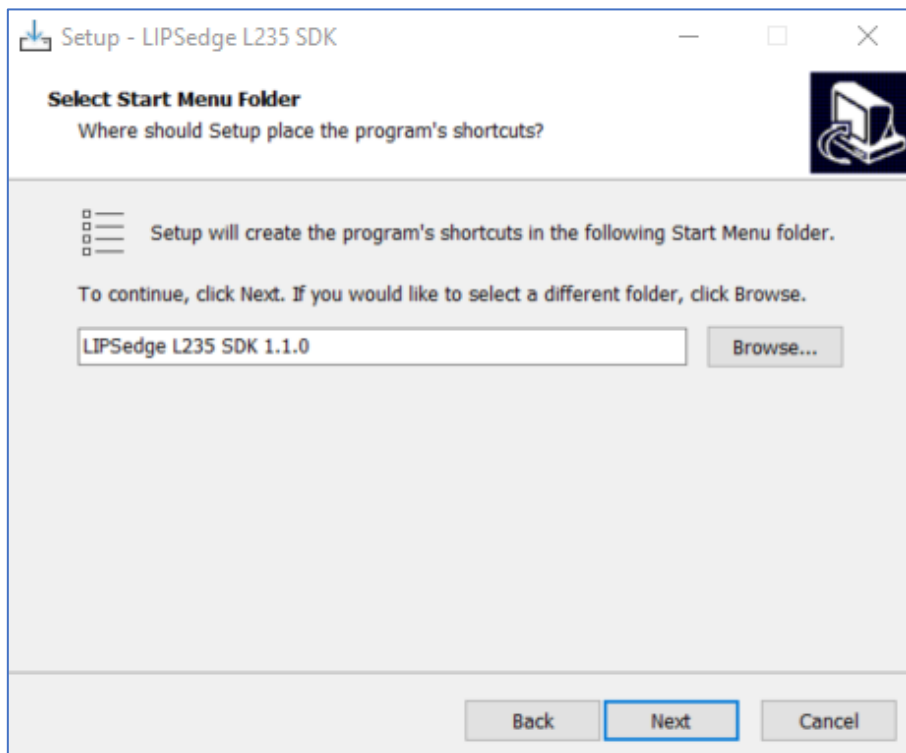 Setup - LIPSedge L235 SDK
Select Start Menu Folder
Where should Setup place the program's shortcuts?
Setup will create the program's shortcuts in the following Start Menu folder.
To continue, click Next. If you would like to select a different folder, click Browse.
LIPSedge L235 SDK 1.1.0
Browse...
Back
Next
Cancel